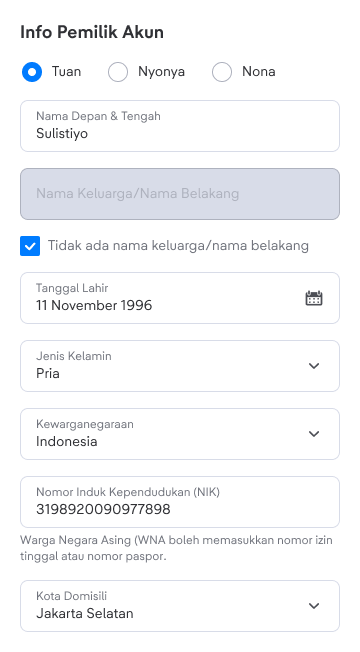 Info Pemilik Akun
Tuan
Nyonya
Nona
Nama Depan & Tengah
Sulistiyo
Nama Keluarga/Nama Belakang
Tidak ada nama keluarga/nama belakang
Tanggal Lahir
11 November 1996
Jenis Kelamin
Pria
Kewarganegaraan
Indonesia
Nomor Induk Kependudukan (NIK)
3198920090977898
Warga Negara Asing (WNA boleh memasukkan nomor izin
tinggal atau nomor paspor.
Kota Domisili
Jakarta Selatan